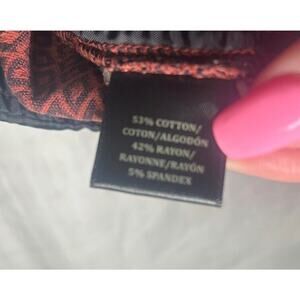 53% COTTON/
COTON/ALGODÓN
42% RAYON/
RAYONNE/RAYÓN
5% SPANDEX